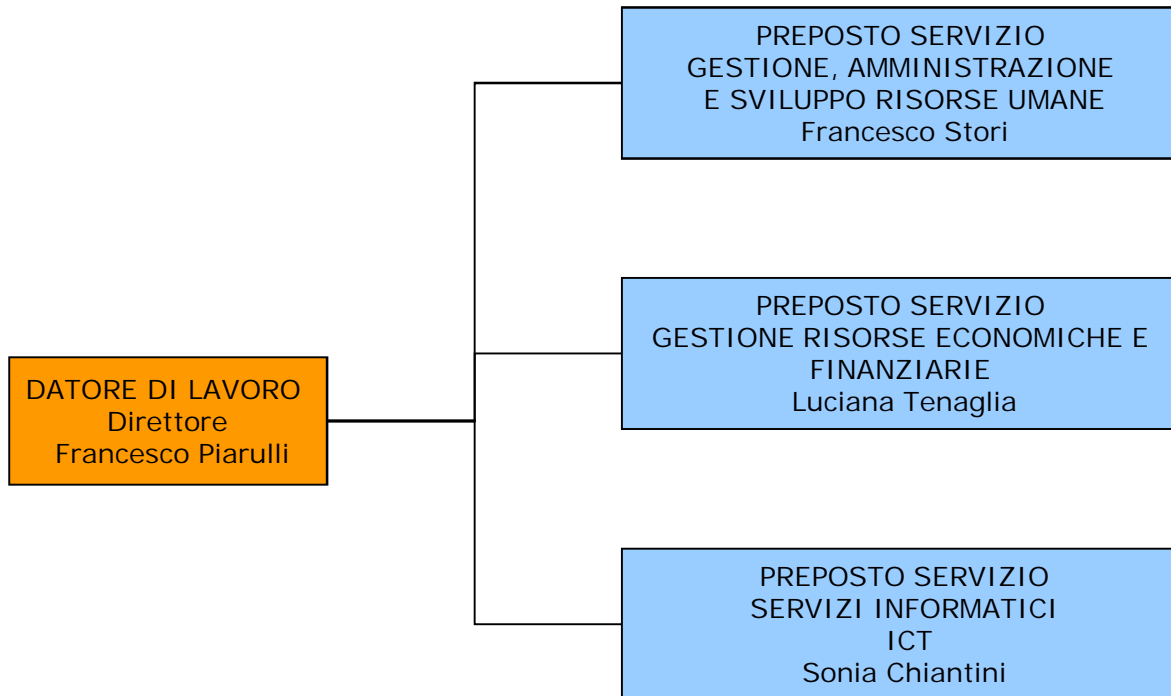 PREPOSTO SERVIZIO
GESTIONE, AMMINISTRAZIONE
E SVILUPPO RISORSE UMANE
Francesco Stori
PREPOSTO SERVIZIO
GESTIONE RISORSE ECONOMICHE E
FINANZIARIE
Luciana Tenaglia
DATORE DI LAVORO
Direttore
Francesco Piarulli
PREPOSTO SERVIZIO
SERVIZI INFORMATICI
ICT
Sonia Chiantini